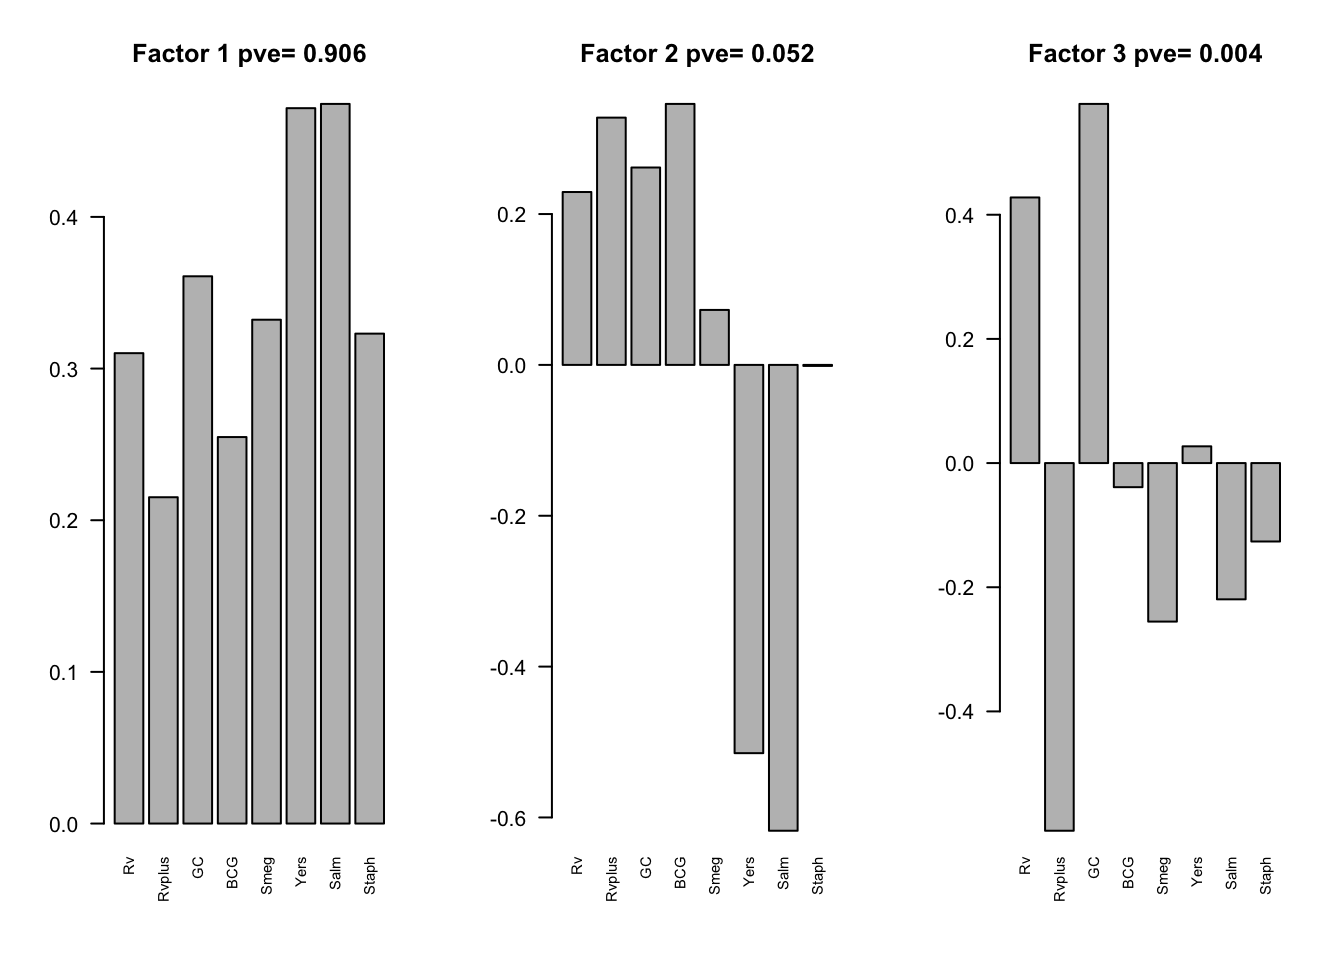 Factor 1 pve= 0.906
0.4
0.3
0.2
0.1
0.0
Rv
Rvplus
GC
BCG
Smeg
Yers
Salm
Staph
Factor 2 pve= 0.052
0.2
0.0
-0.2
-0.4
-0.6
Rv
Rvplus
GC
BCG
Smeg
Yers
Salm
Staph
Factor 3 pve= 0.004
0.4
0.2
0.0
-0.2
-0.4
Rv
Rvplus
GC
BCG
Smeg
Yers
Salm
Staph